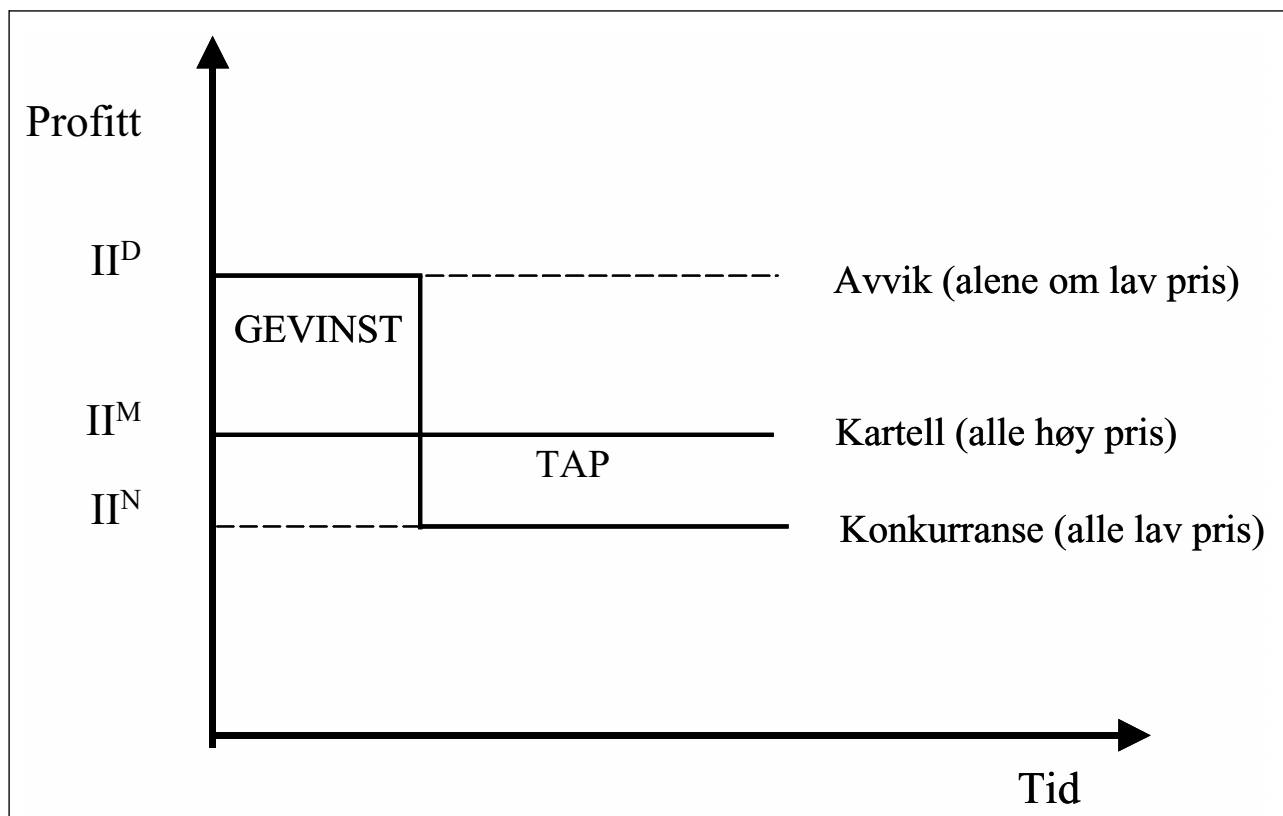 Profitt
II^D
Avvik (alene om lav pris)
GEVINST
II^M
Kartell (alle høy pris)
TAP
II^N
Konkurranse (alle lav pris)
Tid